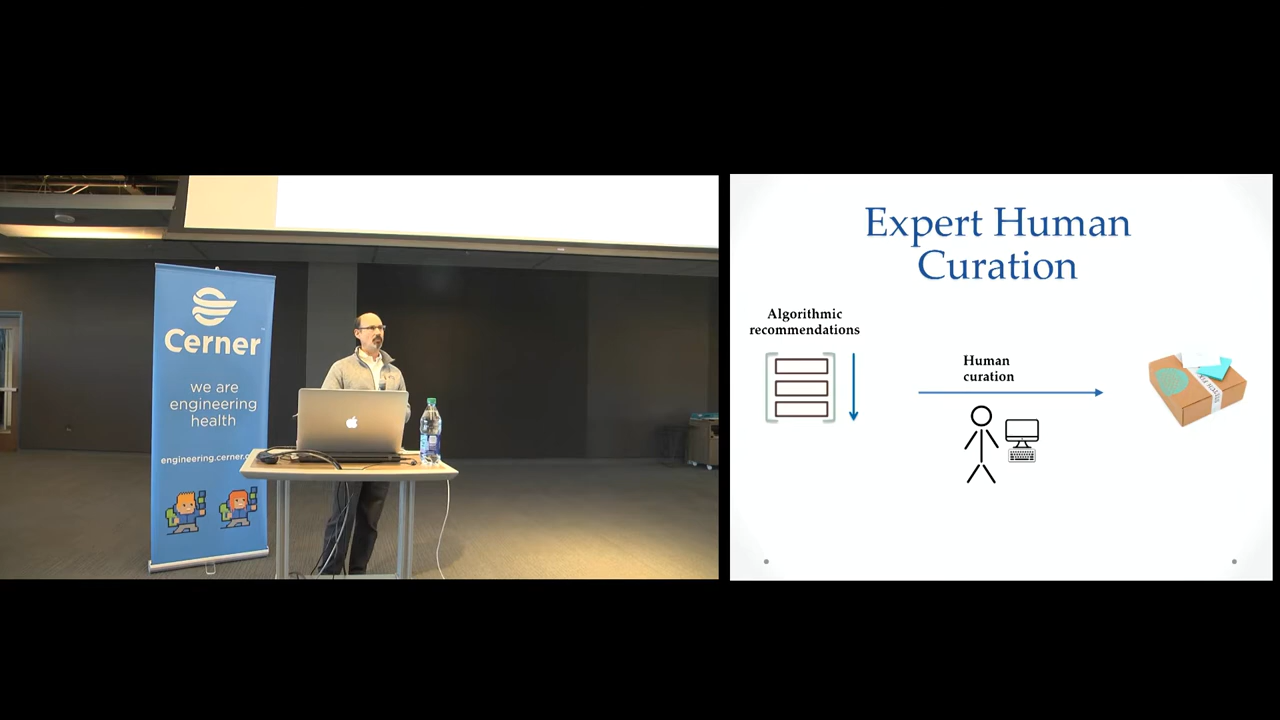 Cerner
we are
engineering
health
engineering.cerner.
Expert Human
Curation
Algorithmic
recommendations
Human
curation